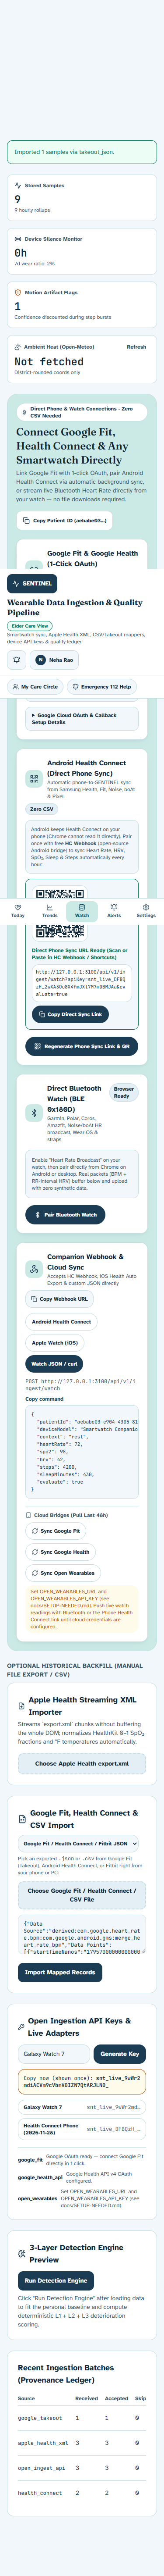 Imported 1 samples via takeout_json.
Stored Samples
9
9 hourly rollups
Device Silence Monitor
0h
7d wear ratio: 2%
Motion Artifact Flags
1
Confidence discounted during step bursts
Ambient Heat (Open-Meteo)
Refresh
Not fetched
District-rounded coords only
Direct Phone & Watch Connections - Zero CSV Needed
Connect Google Fit,
Health Connect & Any
Smartwatch Directly
Link Google Fit with 1-click OAuth, pair Android
Health Connect via automatic background sync,
or stream live Bluetooth Heart Rate directly from
your watch — no file downloads required.
Copy Patient ID (aebabe03…)
Google Fit & Google Health
(1-Click OAuth)
SENTINEL
Wearable Data Ingestion & Quality
Pipeline
Elder Care View
Smartwatch sync, Apple Health XML, CSV/Takeout mappers,
device API keys & quality ledger
N
Neha Rao
My Care Circle
Emergency 112 Help
▸ Google Cloud OAuth & Callback
Setup Details
Android Health Connect
(Direct Phone Sync)
Automatic phone-to-SENTINEL sync
from Samsung Health, Fit, Noise, boAt
& Pixel
Zero CSV
Android keeps Health Connect on your
phone (Chrome cannot read it directly). Pair
once with free HC Webhook (open-source
Android bridge) to sync Heart Rate, HRV,
SpO₂, Sleep & Steps automatically every
hour:
Today
Trends
Watch
Alerts
Settings
Direct Phone Sync URL Ready (Scan or
Paste in HC Webhook / Shortcuts)
Copy Direct Sync Link
Regenerate Phone Sync Link & QR
Direct Bluetooth
Watch (BLE
0x180D)
Browser
Ready
Garmin, Polar, Coros,
Amazfit, Noise/boAt HR
broadcast, Wear OS &
straps
Enable "Heart Rate Broadcast" on your
watch, then pair directly from Chrome on
Android or desktop. Real packets (BPM +
RR-Interval HRV) buffer below and upload
with zero synthetic data.
Pair Bluetooth Watch
Companion Webhook &
Cloud Sync
Accepts HC Webhook, iOS Health Auto
Export & custom JSON directly
Copy Webhook URL
Android Health Connect
Apple Watch (iOS)
Watch JSON / curl
POST http://127.0.0.1:3100/api/v1/i
ngest/watch
Copy command
{
"deviceModel": "Smartwatch Companio
"context": "rest",
"heartRate": 72,
"spo2": 98,
"hrv": 42,
"steps": 4200,
"sleepMinutes": 430,
"evaluate": true
}
Cloud Bridges (Pull Last 48h)
Sync Google Fit
Sync Google Health
Sync Open Wearables
Set OPEN_WEARABLES_URL and
OPEN_WEARABLES_API_KEY (see
docs/SETUP-NEEDED.md). Push live watch
readings with Bluetooth or the Phone Health
Connect link until cloud credentials are
configured.
OPTIONAL HISTORICAL BACKFILL (MANUAL
FILE EXPORT / CSV)
Apple Health Streaming XML
Importer
Streams `export.xml` chunks without buffering
the whole DOM; normalizes HealthKit 0–1 SpO₂
fractions and °F temperatures automatically.
Choose Apple Health export.xml
Google Fit, Health Connect &
CSV Import
Google Fit / Health Connect / Fitbit JSON
Pick an exported .json or .csv from Google Fit
(Takeout), Android Health Connect, or Fitbit right from
your phone or PC:
Choose Google Fit / Health Connect /
CSV File
{"Data
Source":"derived:com.google.heart_rat
e.bpm:com.google.android.gms:merge_he
art_rate_bpm","Data Points":
Import Mapped Records
Open Ingestion API Keys &
Live Adapters
Galaxy Watch 7
Generate Key
Copy now (shown once):
Galaxy Watch 7
Health Connect Phone
(2026-11-26)
google_fit
Google OAuth ready — connect Google Fit
directly in 1 click.
google_health_api
Google Health API v4 OAuth
configured.
open_wearables
Set OPEN_WEARABLES_URL and
OPEN_WEARABLES_API_KEY (see
docs/SETUP-NEEDED.md).
3-Layer Detection Engine
Preview
Run Detection Engine
Click "Run Detection Engine" after loading data
to fit the personal baseline and compute
deterministic L1 + L2 + L3 deterioration
scoring.
Recent Ingestion Batches
(Provenance Ledger)
Source Received Accepted Skip
google_takeout 1 1 0
apple_health_xml 3 3 0
open_ingest_api 3 3 0
health_connect 2 2 0